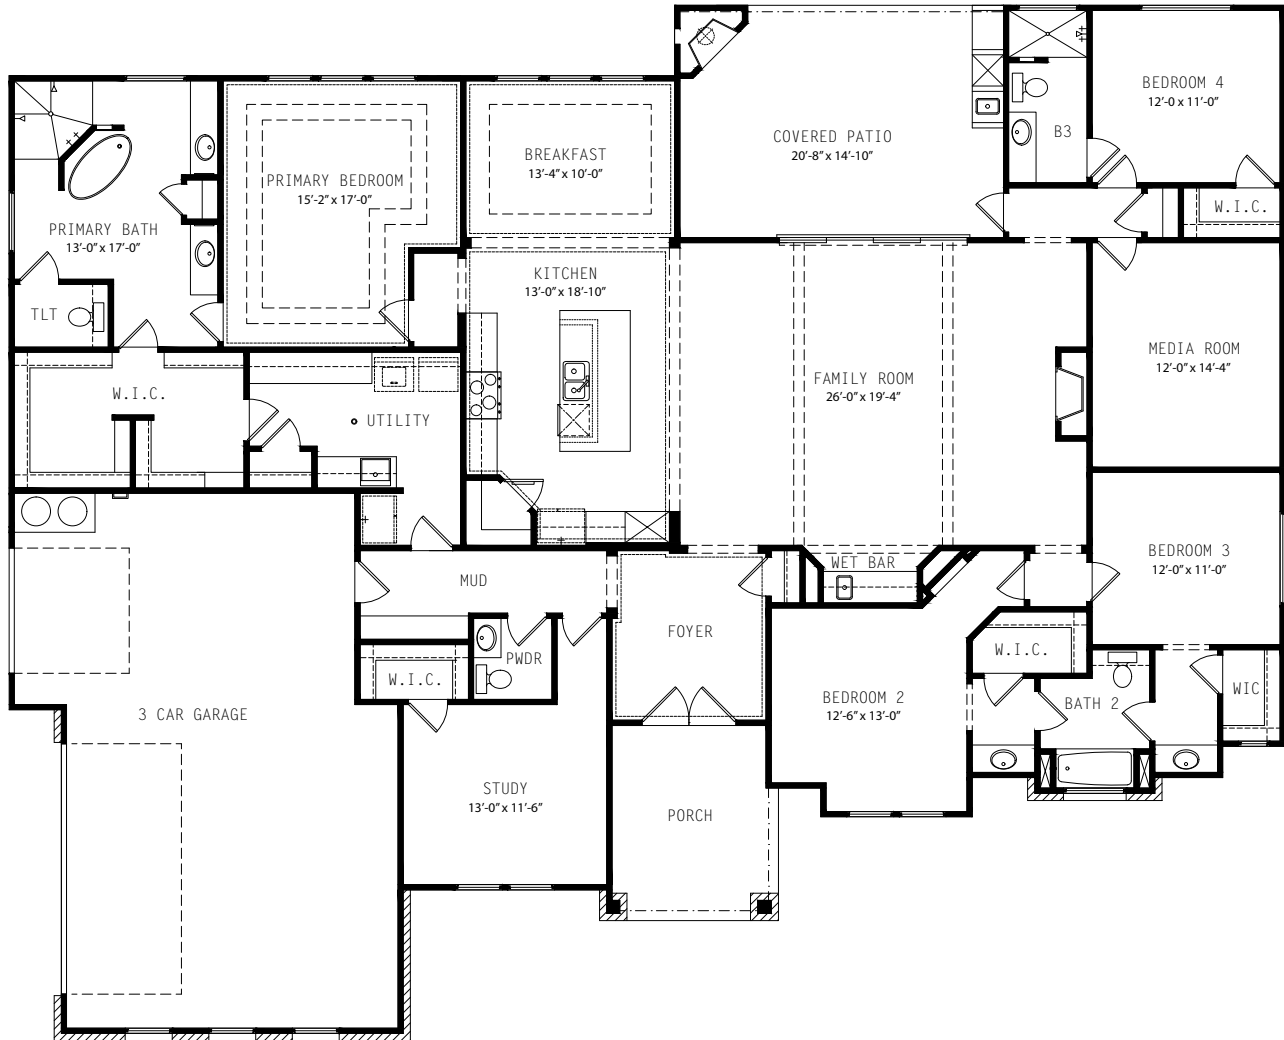 BEDROOM 4
12'-0 x 11'-0"
B3
COVERED PATIO
20'-8" x 14'-10"
BREAKFAST
13'-4" x 10'-0"
PRIMARY BEDROOM
15'-2" x 17'-0"
PRIMARY BATH
13'-0" x 17'-0"
W.I.C.
KITCHEN
13'-0" x 18'-10"
TLT
MEDIA ROOM
12'-0" x 14'-4"
FAMILY ROOM
26'-0" x 19'-4"
W.I.C.
UTILITY
BEDROOM 3
12'-0" x 11'-0"
WET BAR
MUD
FOYER
PWDR
W.I.C.
W.I.C.
WIC
BEDROOM 2
12'-6" x 13'-0"
BATH 2
3 CAR GARAGE
STUDY
13'-0" x 11'-6"
PORCH